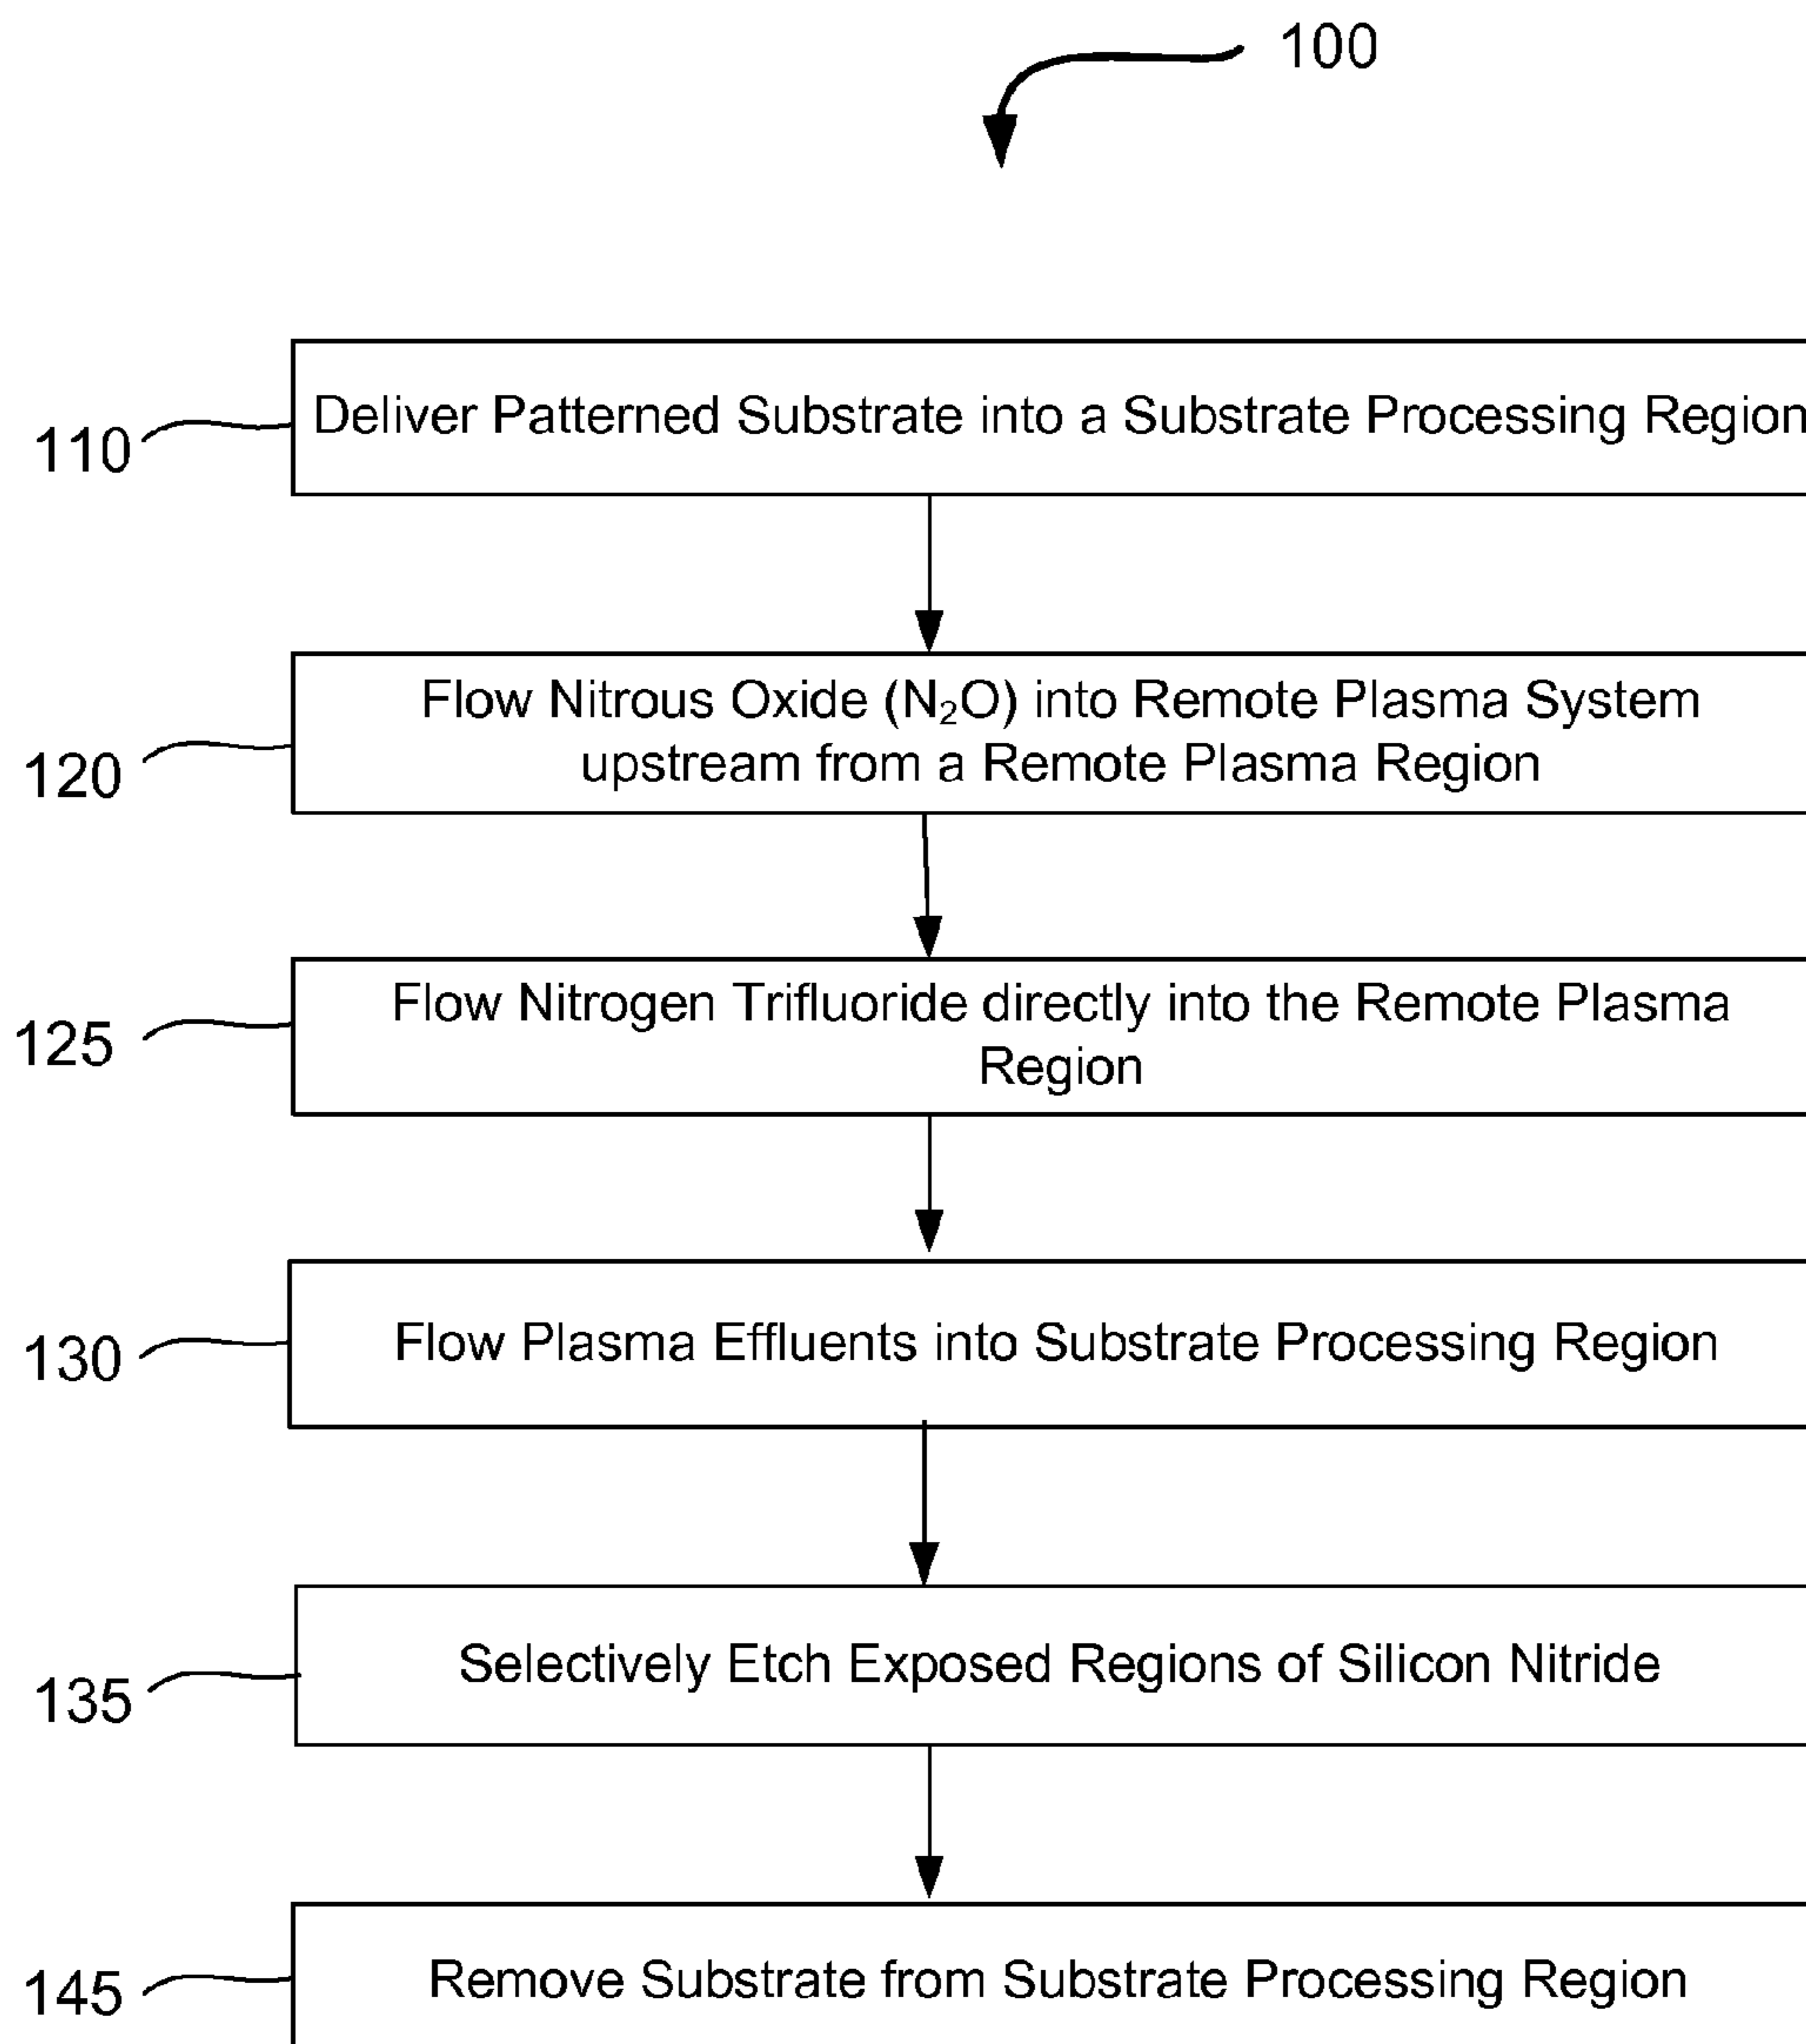 100
110
Deliver Patterned Substrate into a Substrate Processing Region
120
Flow Nitrous Oxide (N₂O) into Remote Plasma System
upstream from a Remote Plasma Region
125
Flow Nitrogen Trifluoride directly into the Remote Plasma
Region
130
Flow Plasma Effluents into Substrate Processing Region
135
Selectively Etch Exposed Regions of Silicon Nitride
145
Remove Substrate from Substrate Processing Region